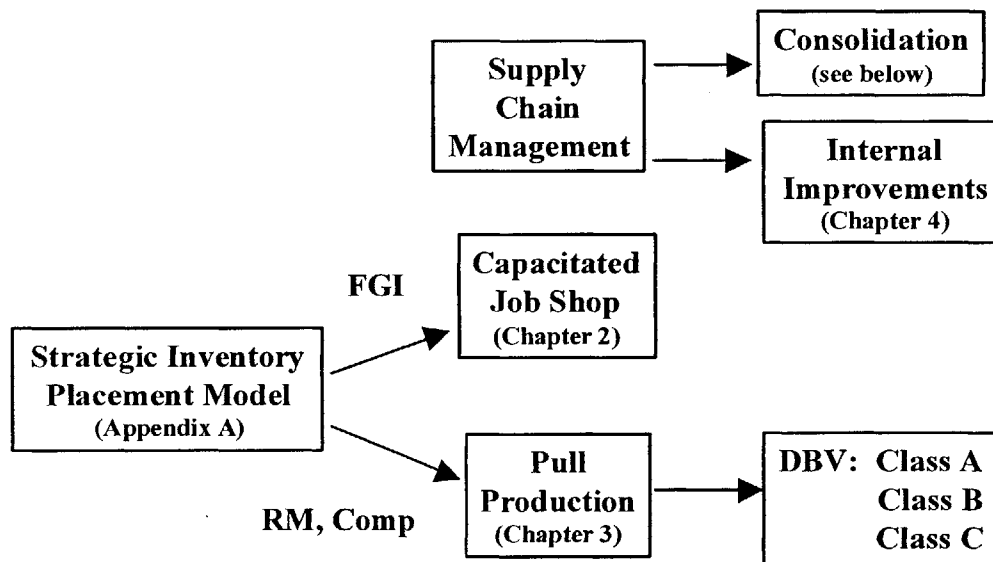 Supply
Chain
Management
Consolidation
(see below)
Internal
Improvements
(Chapter 4)
FGI
Capacitated
Job Shop
(Chapter 2)
Strategic Inventory
Placement Model
(Appendix A)
RM, Comp
Pull
Production
(Chapter 3)
DBV: Class A
Class B
Class C